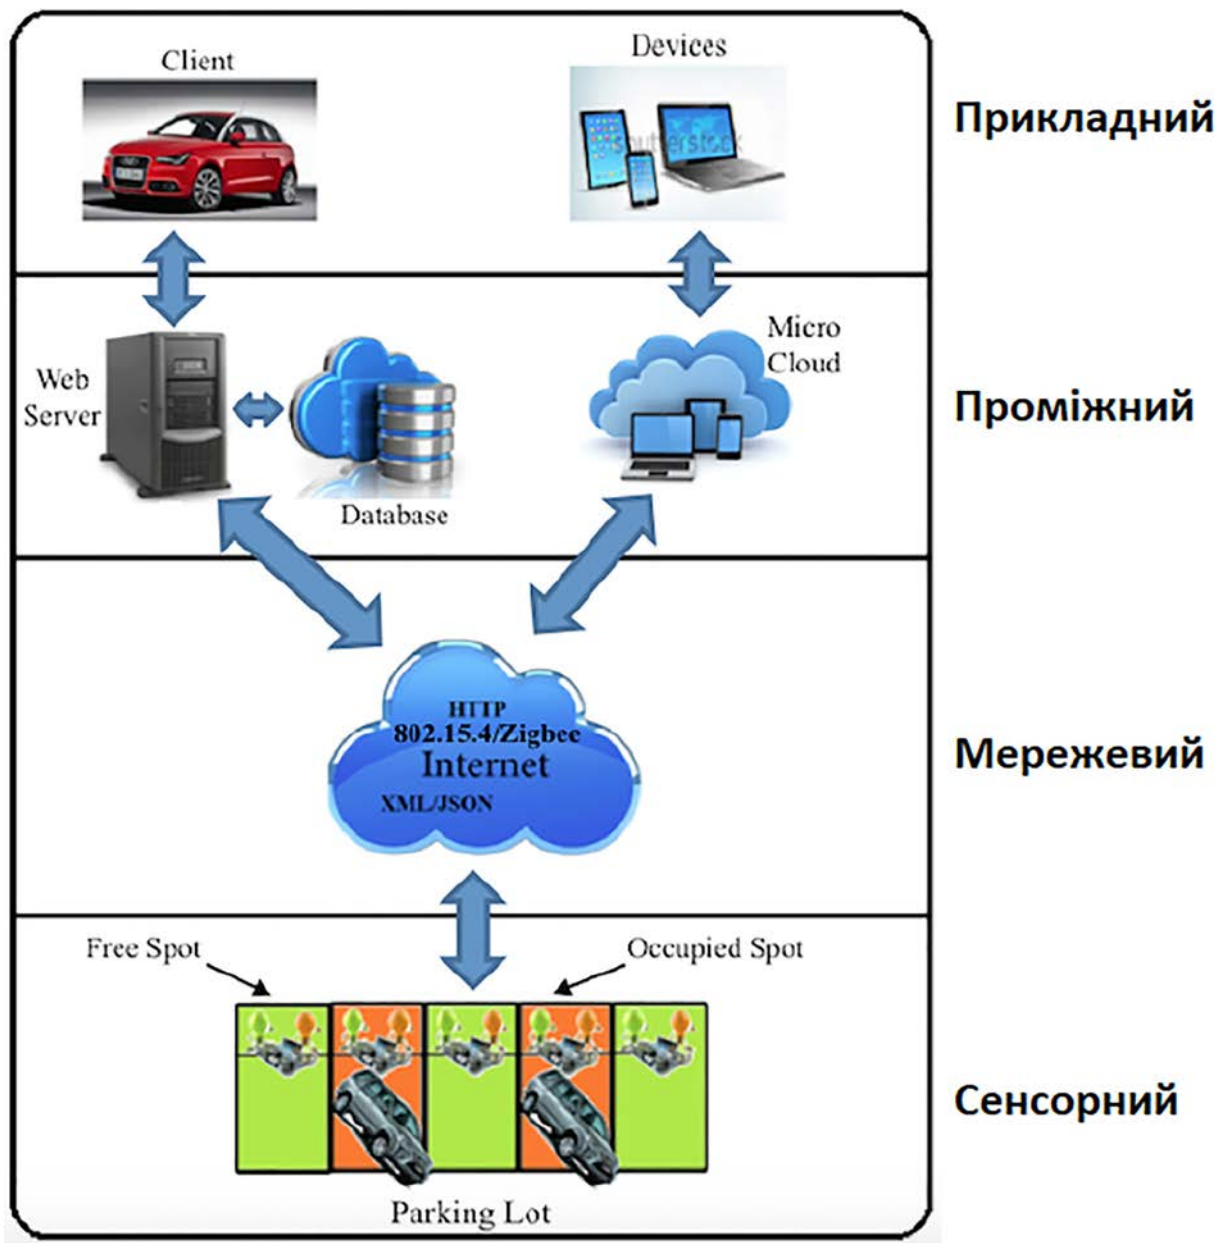 Client
Devices
shutterstock
Прикладний
Web
Server
Database
Micro
Cloud
Проміжний
HTTP
802.15.4/Zigbee
Internet
XML/JSON
Мережевий
Free Spot
Occupied Spot
Parking Lot
Сенсорний